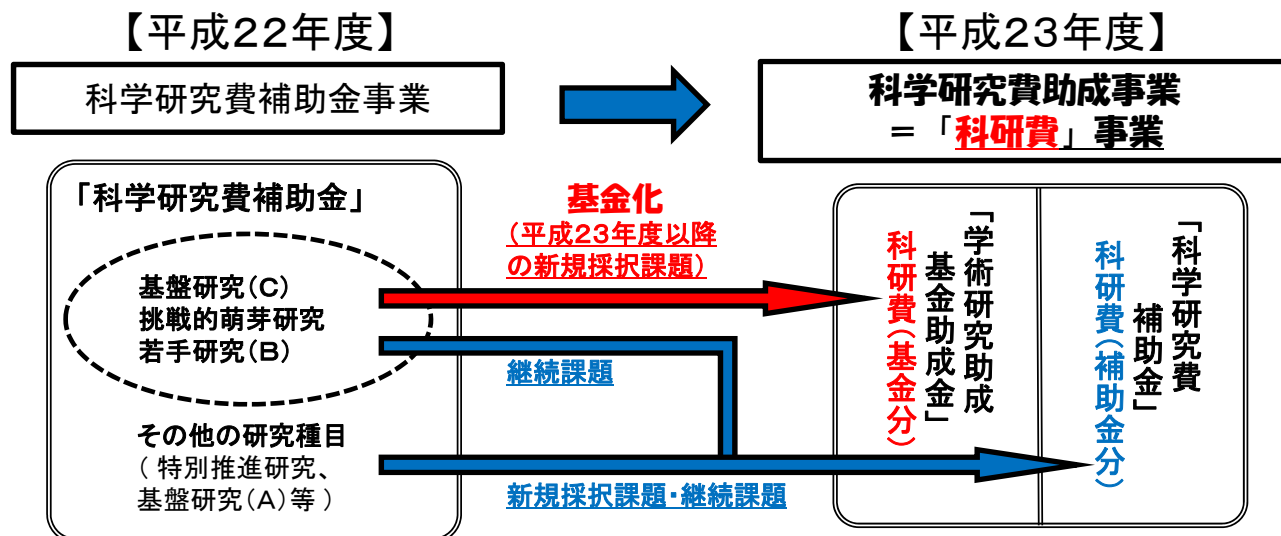 【平成22年度】
科学研究費補助金事業
【平成23年度】
科学研究費助成事業
＝「科研費」事業
「科学研究費補助金」
基盤研究(C)
挑戦的萌芽研究
若手研究(B)
その他の研究種目
（ 特別推進研究、
基盤研究(A)等 ）
基金化
(平成23年度以降
の新規採択課題)
継続課題
新規採択課題・継続課題
「学術研究助成
基金助成金」
科研費(基金分)
「科学研究費
補助金」
科研費(補助金分)